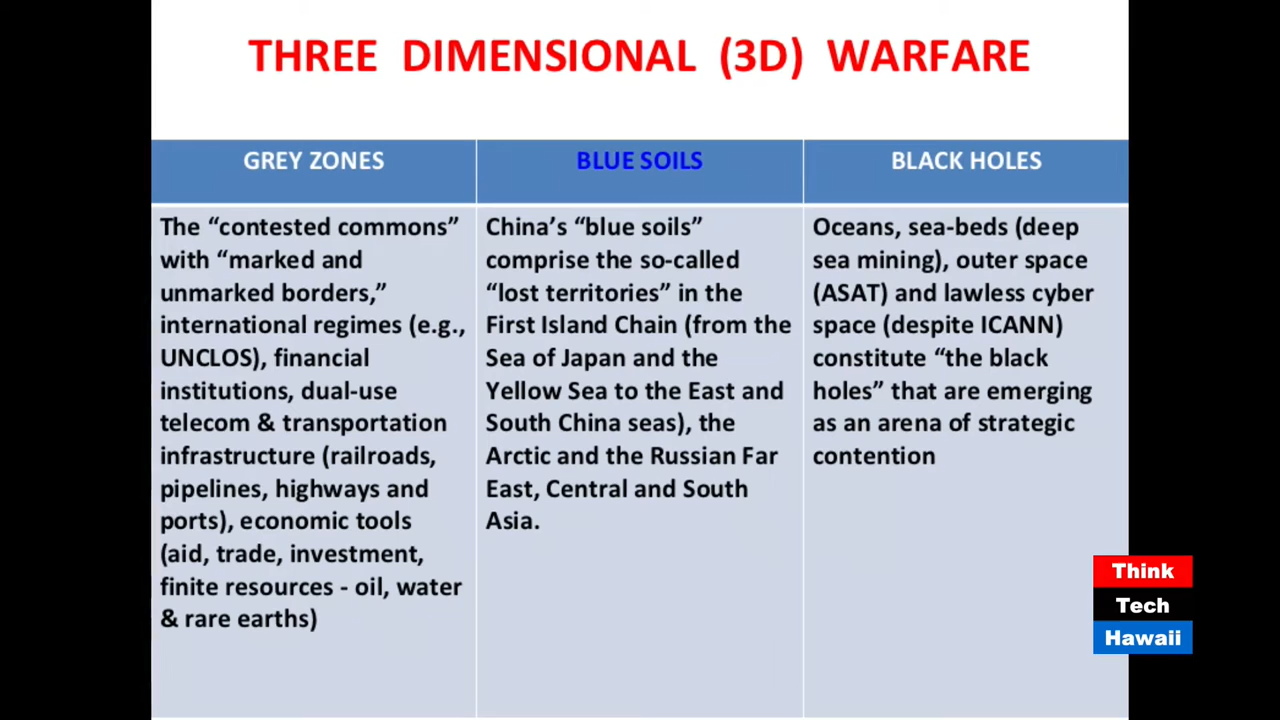 THREE DIMENSIONAL (3D) WARFARE
GREY ZONES
The “contested commons”
with “marked and
unmarked borders,”
international regimes (e.g.,
UNCLOS), financial
institutions, dual-use
telecom & transportation
infrastructure (railroads,
pipelines, highways and
ports), economic tools
(aid, trade, investment,
finite resources - oil, water
& rare earths)
BLUE SOILS
China’s “blue soils”
comprise the so-called
“lost territories” in the
First Island Chain (from the
Sea of Japan and the
Yellow Sea to the East and
South China seas), the
Arctic and the Russian Far
East, Central and South
Asia.
BLACK HOLES
Oceans, sea-beds (deep
sea mining), outer space
(ASAT) and lawless cyber
space (despite ICANN)
constitute “the black
holes” that are emerging
as an arena of strategic
contention
Think
Tech
Hawaii